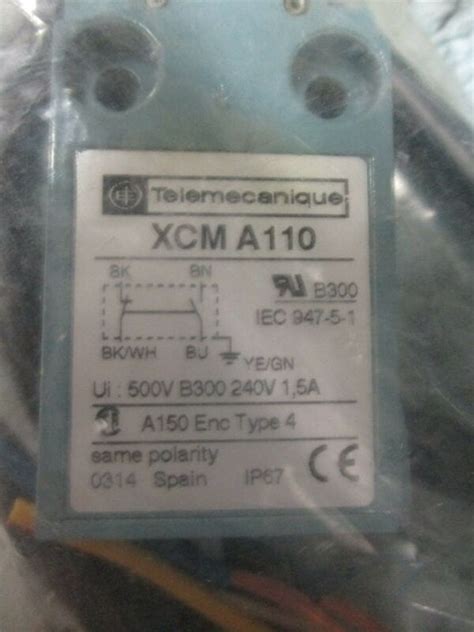 Telemecanique
XCM A110
BK BN
B300
IEC 947-5-1
BK/WH BU YE/GN
Ui : 500V B300 240V 1,5A
A150 Enc Type 4
same polarity
0314 Spain IP67 CE